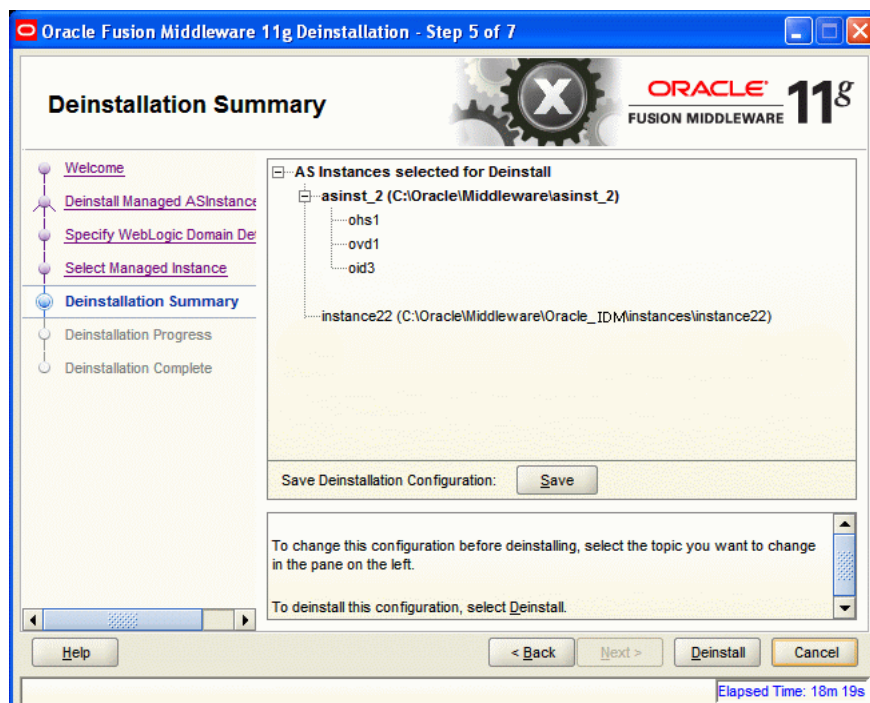 Oracle Fusion Middleware 11g Deinstallation - Step 5 of 7
Deinstallation Summary
ORACLE
FUSION MIDDLEWARE
11g
Welcome
Deinstall Managed ASInstance
Specify WebLogic Domain De
Select Managed Instance
Deinstallation Summary
Deinstallation Progress
Deinstallation Complete
AS Instances selected for Deinstall
asinst_2 (C:\Oracle\Middleware\asinst_2)
ohs1
ovd1
oid3
instance22 (C:\Oracle\Middleware\Oracle_IDM\instances\instance22)
Save Deinstallation Configuration:
Save
To change this configuration before deinstalling, select the topic you want to change
in the pane on the left.
To deinstall this configuration, select Deinstall.
Help
< Back
Next >
Deinstall
Cancel
Elapsed Time: 18m 19s